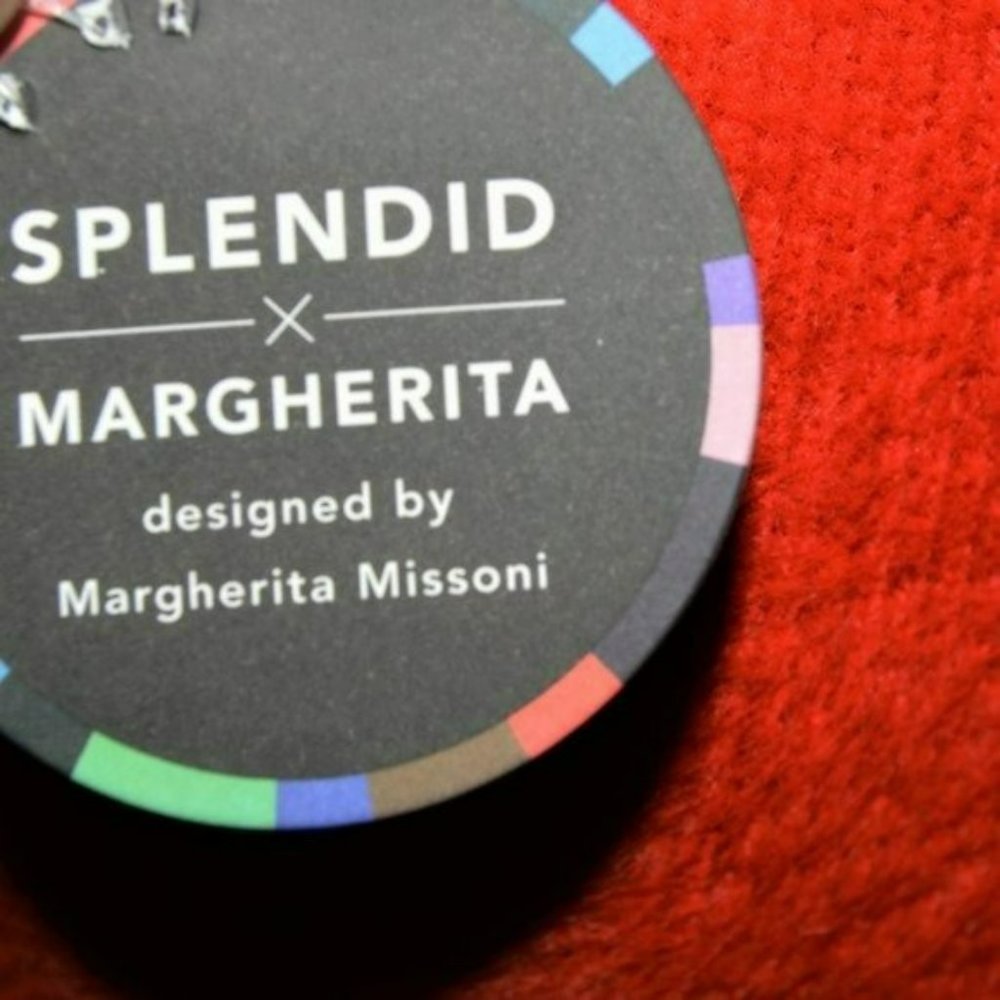 SPLENDID
×
MARGHERITA
designed by
Margherita Missoni